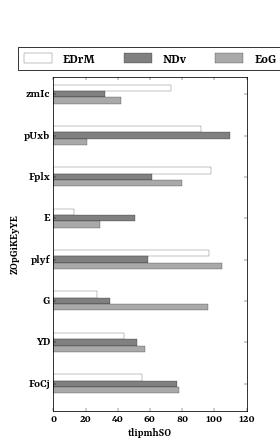 EDrM NDv EoG
zmIc
pUxb
Fplx
E
plyf
G
YD
FoCj
ZOpGiKEyYE
0 20 40 60 80 100 120
tlipmhSO